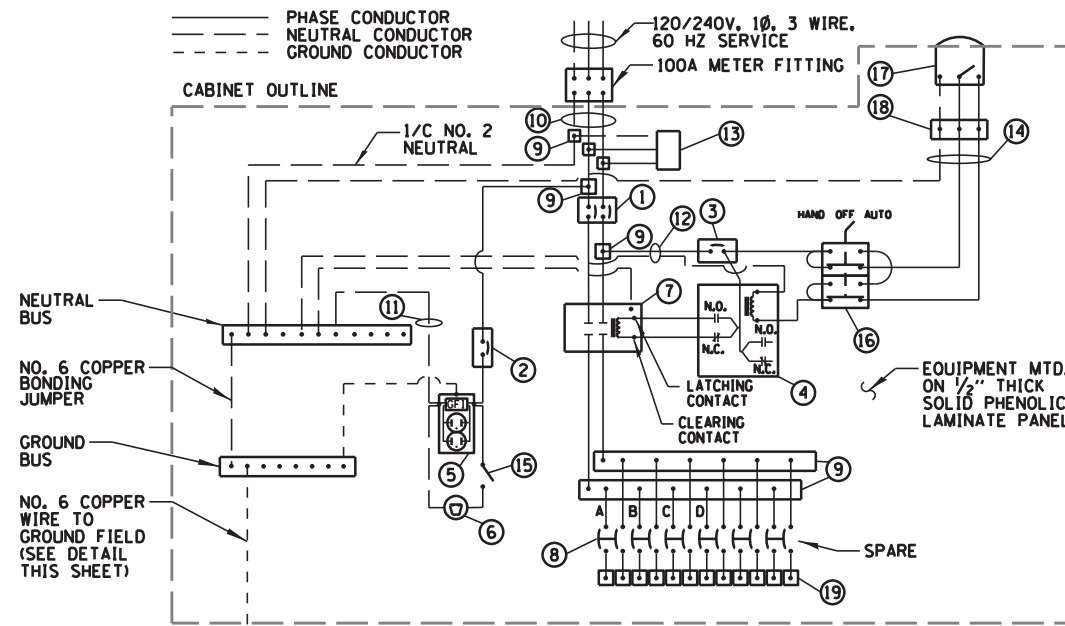 PHASE CONDUCTOR
NEUTRAL CONDUCTOR
GROUND CONDUCTOR
CABINET OUTLINE
120/240V, 1Ø, 3 WIRE,
60 HZ SERVICE
100A METER FITTING
17
18
10
1/C NO. 2
NEUTRAL
9
13
14
9
1
12
3
HAND OFF AUTO
9
NEUTRAL
BUS
11
7
N.O.
N.O.
N.C.
N.C.
16
2
4
NO. 6 COPPER
BONDING
JUMPER
LATCHING
CONTACT
CLEARING
CONTACT
EQUIPMENT MTD.
ON 1/2" THICK
SOLID PHENOLIC
LAMINATE PANEL
GFI
GROUND
BUS
5
15
9
NO. 6 COPPER
WIRE TO
GROUND FIELD
(SEE DETAIL
THIS SHEET)
6
A B C D
8
SPARE
19